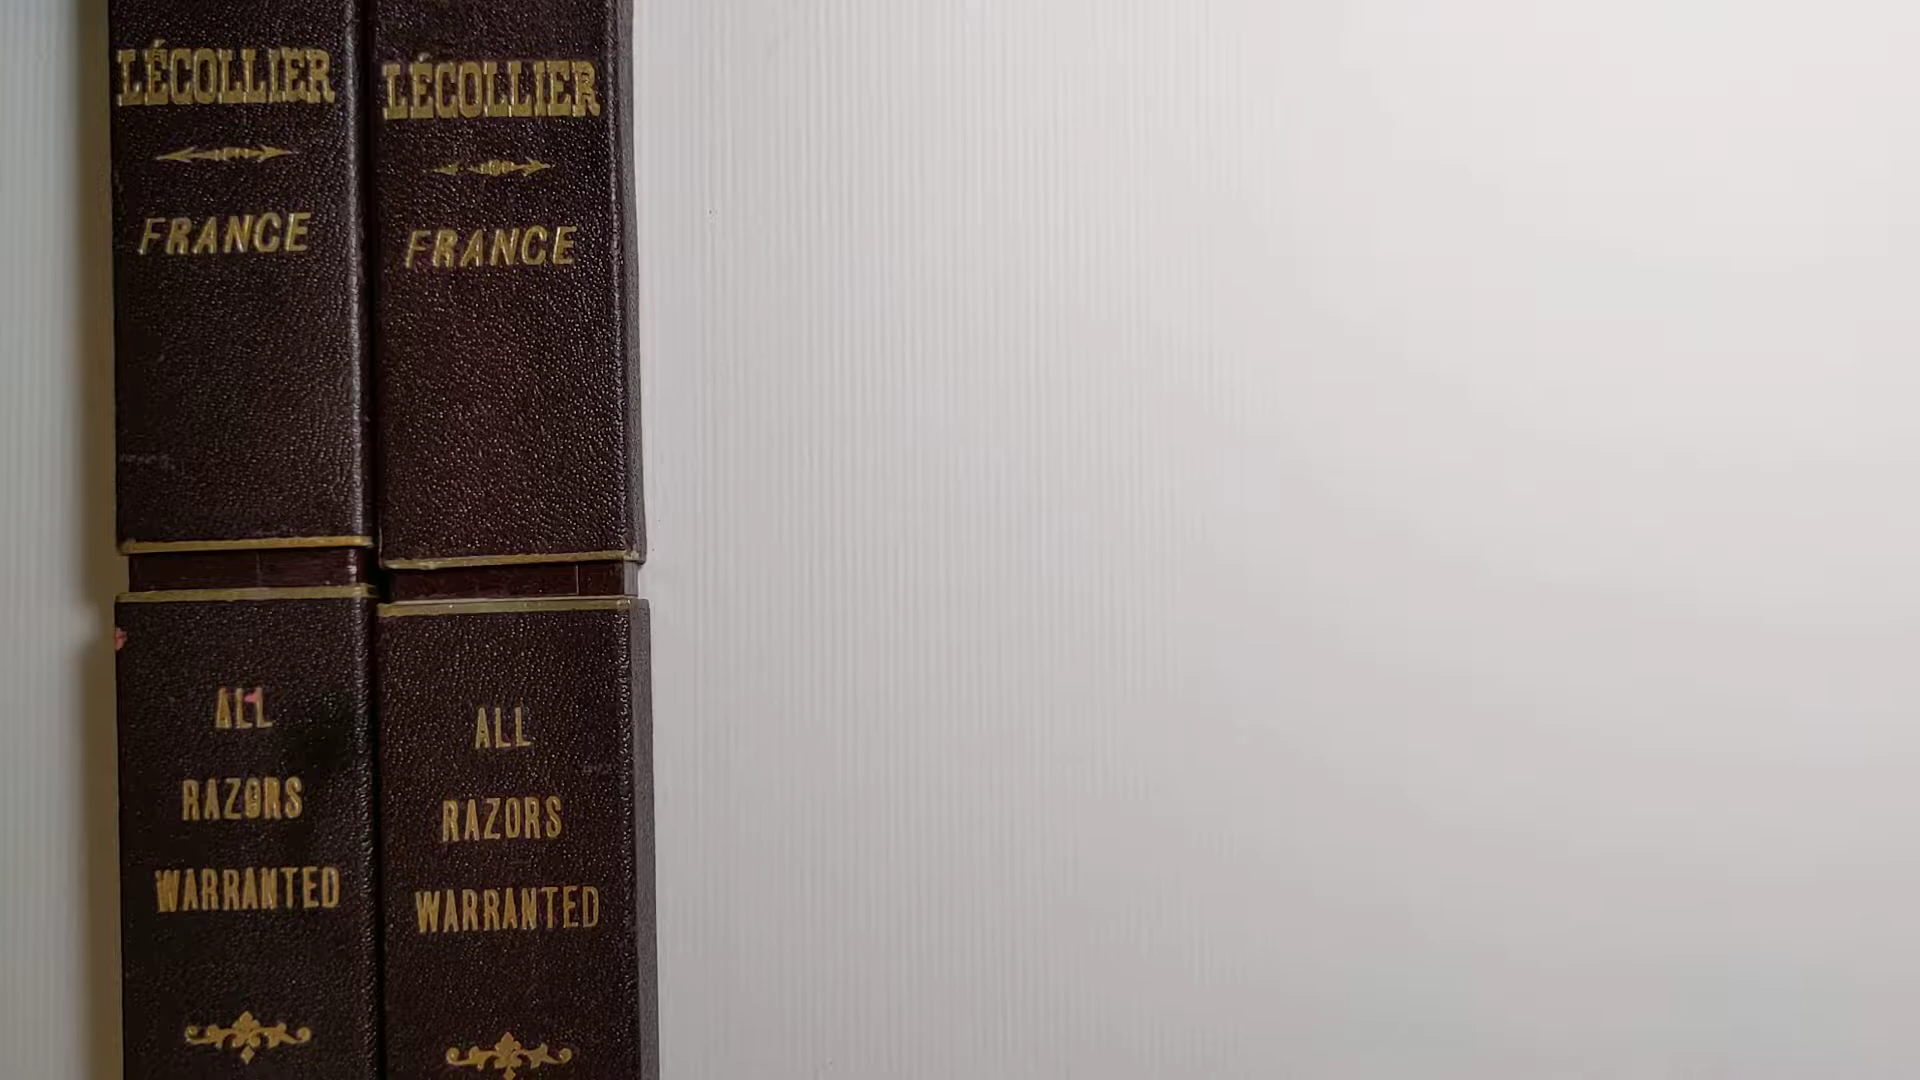 LÉCOLLIER
FRANCE
ALL
RAZORS
WARRANTED
LÉCOLLIER
FRANCE
ALL
RAZORS
WARRANTED